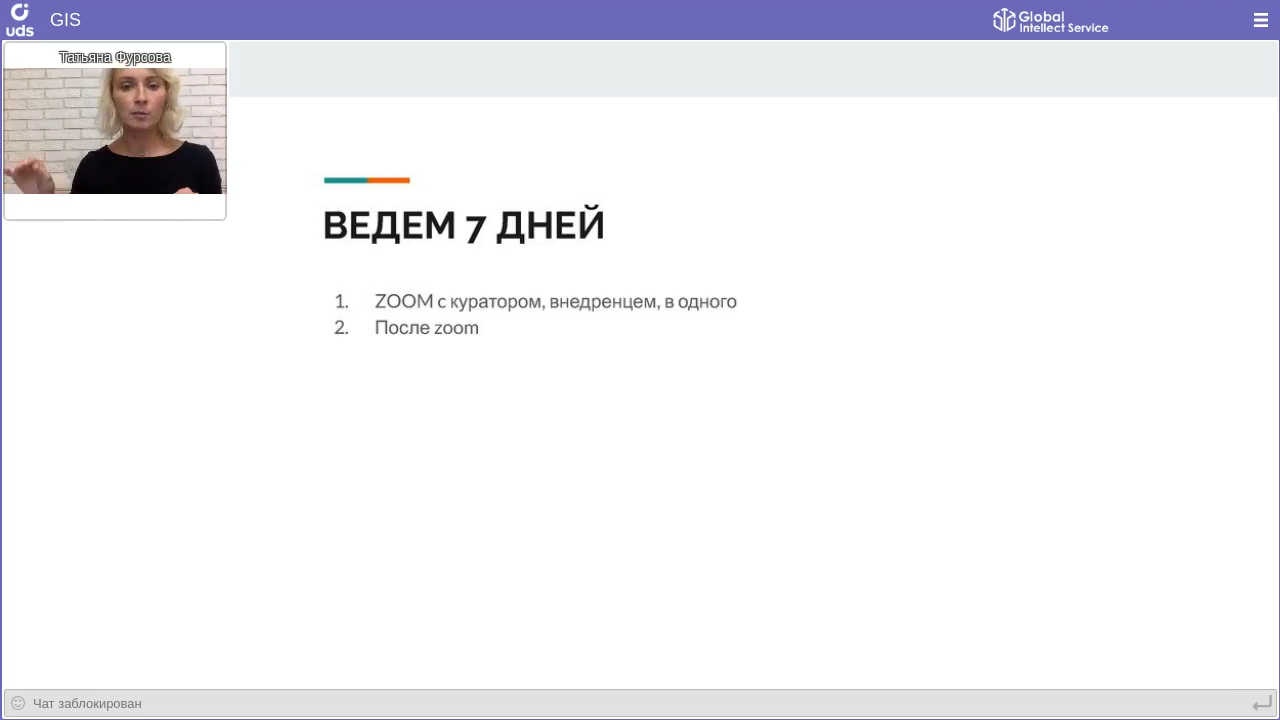 uds
GIS
Global
Intellect Service
Татьяна Фурсова
ВЕДЕМ 7 ДНЕЙ
1. ZOOM с куратором, внедренцем, в одного
2. После zoom
Чат заблокирован